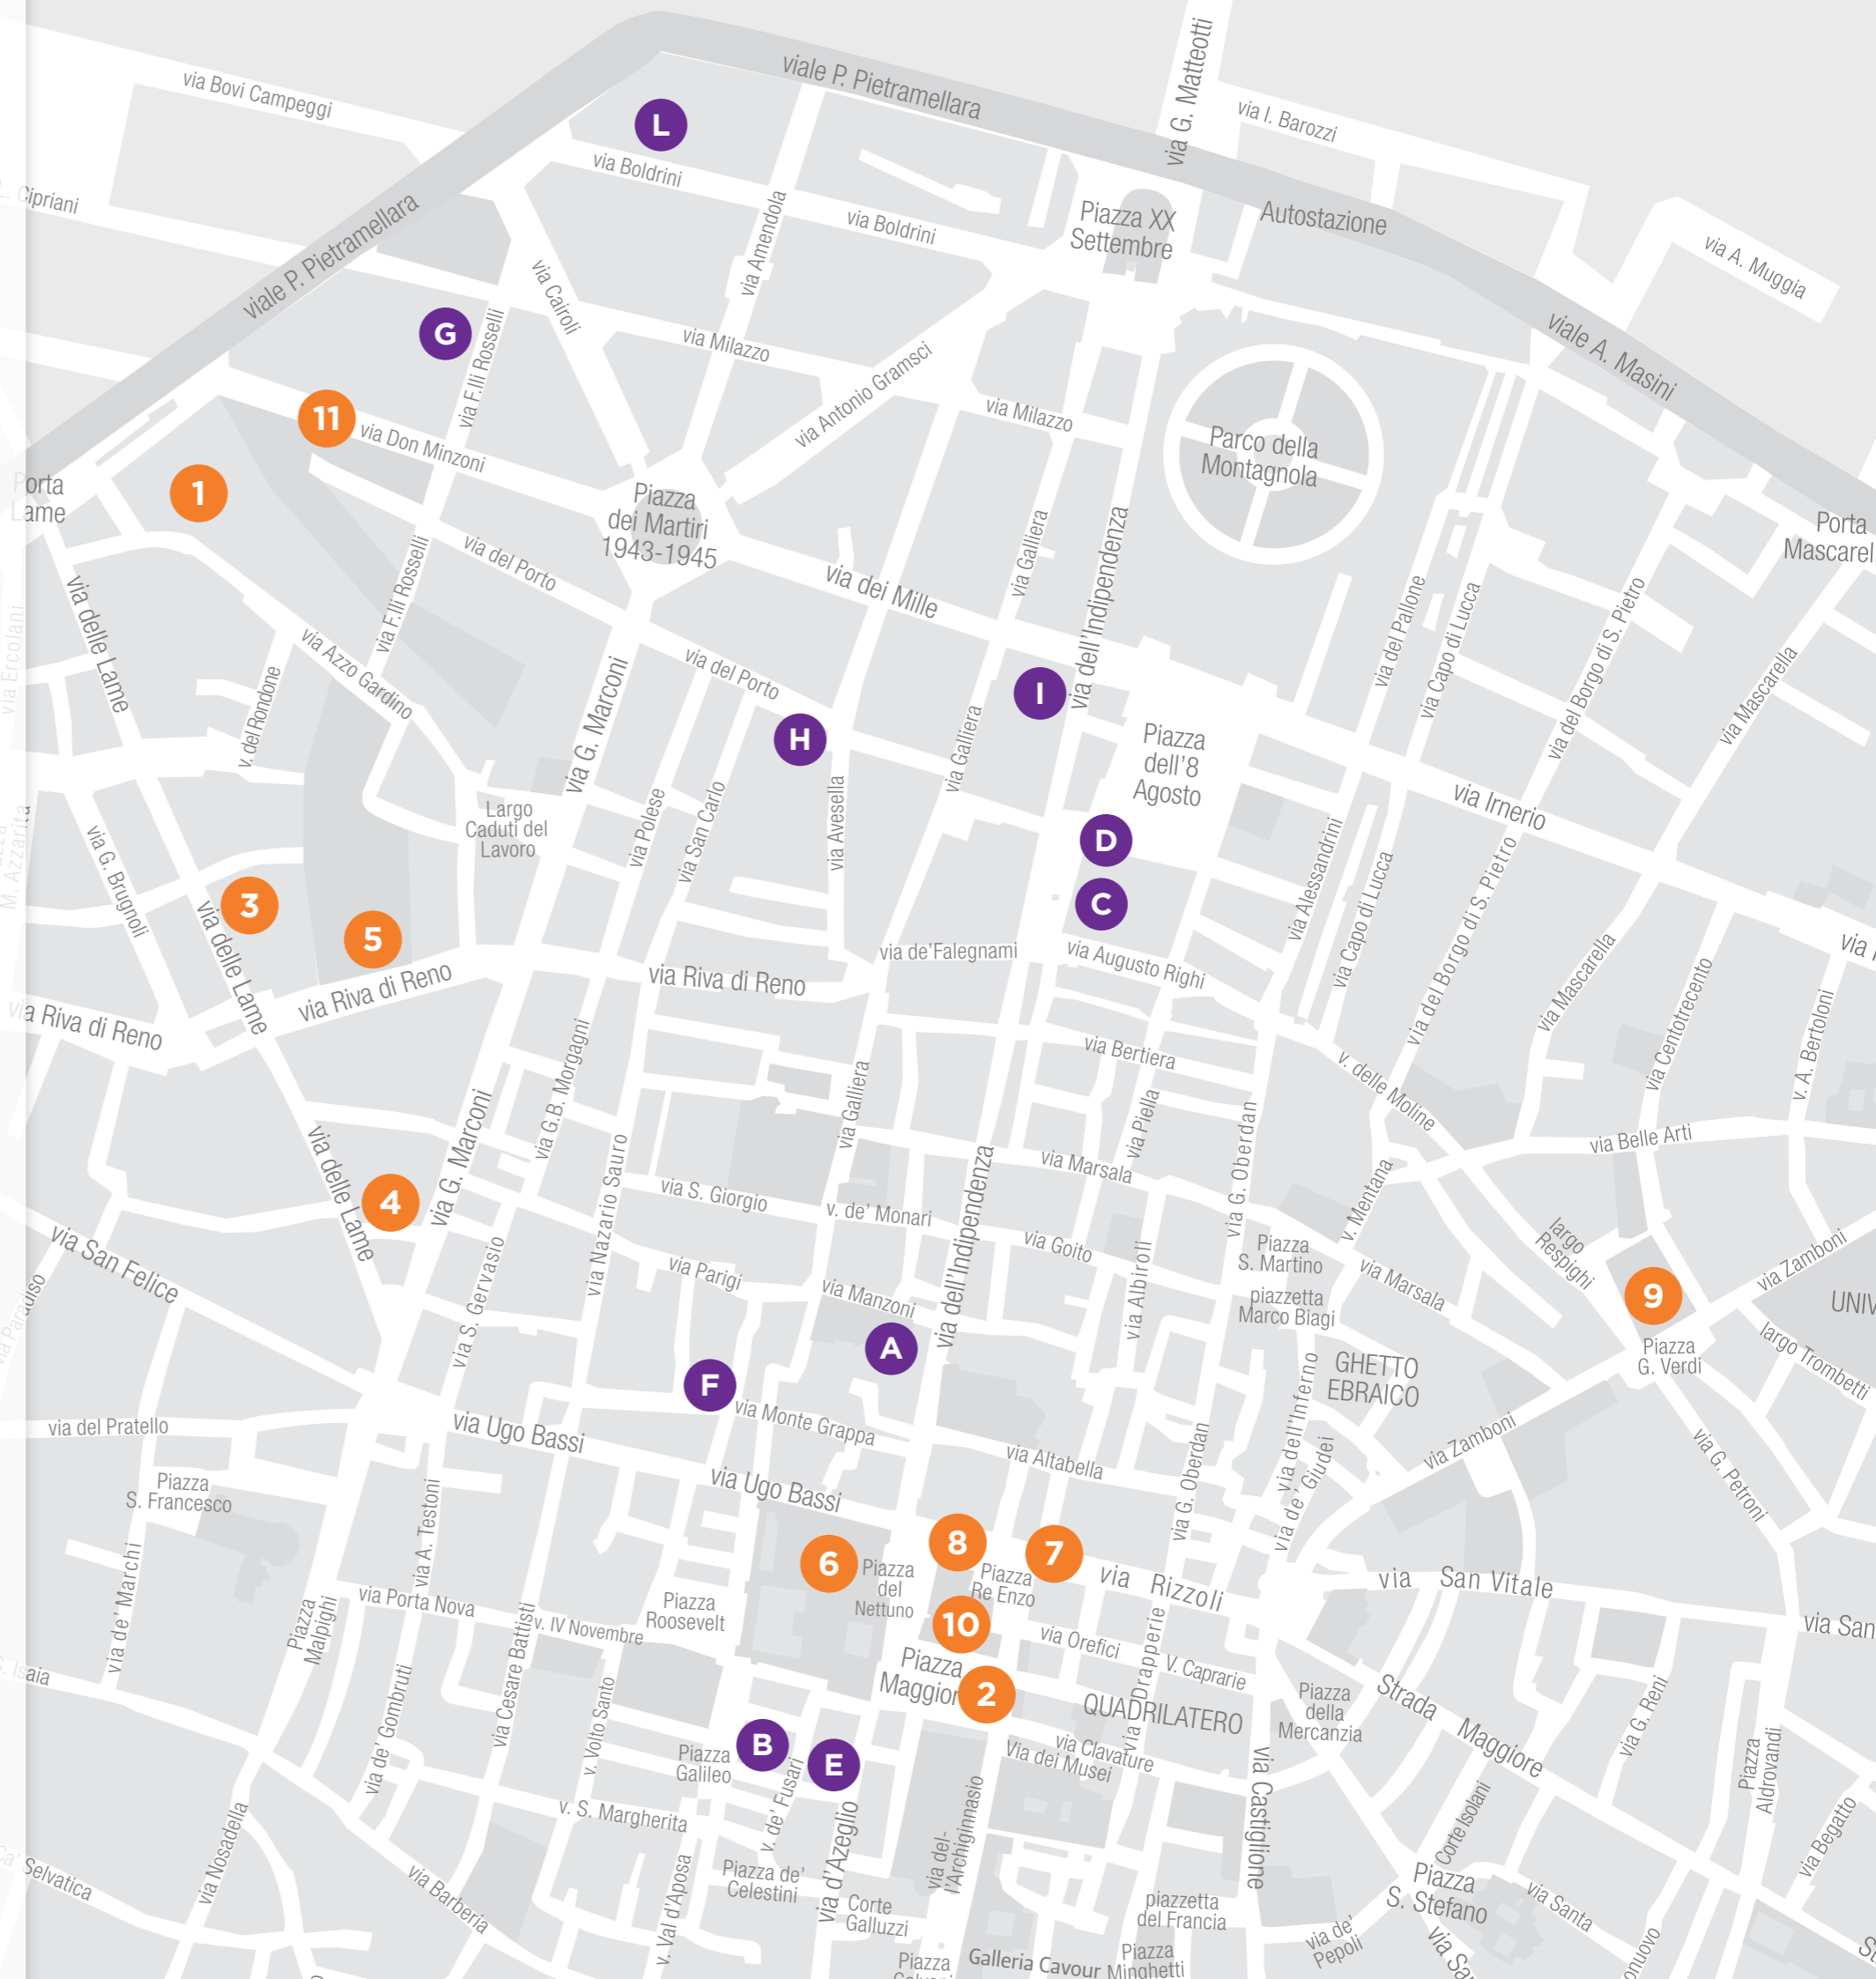 via G. Matteotti
viale P. Pietramellara
via Bovi Campeggi
via I. Barozzi
L
via Boldrini
L. Cipriani
viale P. Pietramellara
via Amendola
via Boldrini
Piazza XX
Settembre
Autostazione
via A. Muggia
via Cairoli
G
via F.lli Rosselli
via Milazzo
via Antonio Gramsci
viale A. Masini
11
via Don Minzoni
via Milazzo
Parco della
Montagnola
Porta
Lame
1
Piazza
dei Martiri
1943-1945
Porta
Mascarel
via F.lli Rosselli
via del Porto
via dei Mille
via Galliera
via dell'Indipendenza
via delle Lame
via Ercolani
via Azzo Gardino
v. del Rondone
via del Porto
via G. Marconi
via del Pallone
via Capo di Lucca
via del Borgo di S. Pietro
via Mascarella
I
H
via Galliera
Piazza
dell'8
Agosto
via Irnerio
M. Azzarita
via G. Brugnoli
Largo
Caduti del
Lavoro
via Polese
via San Carlo
via Avesella
D
C
via Alessandrini
via Capo di Lucca
via del Borgo di S. Pietro
3
5
via delle Lame
via Riva di Reno
via Riva di Reno
via Riva di Reno
via de'Falegnami
via Augusto Righi
via Mascarella
via Centotrecento
v. A. Bertoloni
via
via G.B. Morgagni
via Galliera
via Bertiera
via Piella
v. delle Moline
via Belle Arti
via delle Lame
4
via G. Marconi
via Nazario Sauro
via S. Giorgio
v. de' Monari
via Marsala
via G. Oberdan
v. Mentana
via San Felice
via Paradiso
via S. Gervasio
via Parigi
via Manzoni
via dell'Indipendenza
via Goito
via Albiroli
Piazza
S. Martino
piazzetta
Marco Biagi
via Marsala
largo
Respighi
9
via Zamboni
UNIV
Piazza
G. Verdi
largo Trombetti
A
F
GHETTO
EBRAICO
via del Pratello
via Ugo Bassi
via Monte Grappa
via Altabella
via G. Oberdan
via dell'Inferno
via de' Giudei
via Zamboni
via G. Petroni
Piazza
S. Francesco
via Ugo Bassi
via A. Testoni
via de' Marchi
6
8
7
Piazza
del
Nettuno
Piazza
Re Enzo
via Rizzoli
via San Vitale
via San
Piazza
Malpighi
via Porta Nova
v. IV Novembre
Piazza
Roosevelt
10
via Orefici
V. Caprarie
via Drapperie
S. Isaia
via de' Gombruti
via Cesare Battisti
v. Volto Santo
Piazza
Maggior
2
QUADRILATERO
Piazza
della
Mercanzia
Strada Maggiore
via G. Reni
Piazza
Aldrovandi
B
E
Piazza
Galileo
via Clavature
Via dei Musei
v. de' Fusari
via Castiglione
v. S. Margherita
via Nosadella
Ca' Selvatica
via Barberia
v. Val d'Aposa
Piazza de'
Celestini
via d'Azeglio
via del-
l'Archiginnasio
Corte
Galluzzi
Corte Isolani
Piazza
S. Stefano
via Santa
via Begatto
piazzetta
del Francia
via de'
Pepoli
Piazza
Galleria Cavour
Piazza
Minghetti